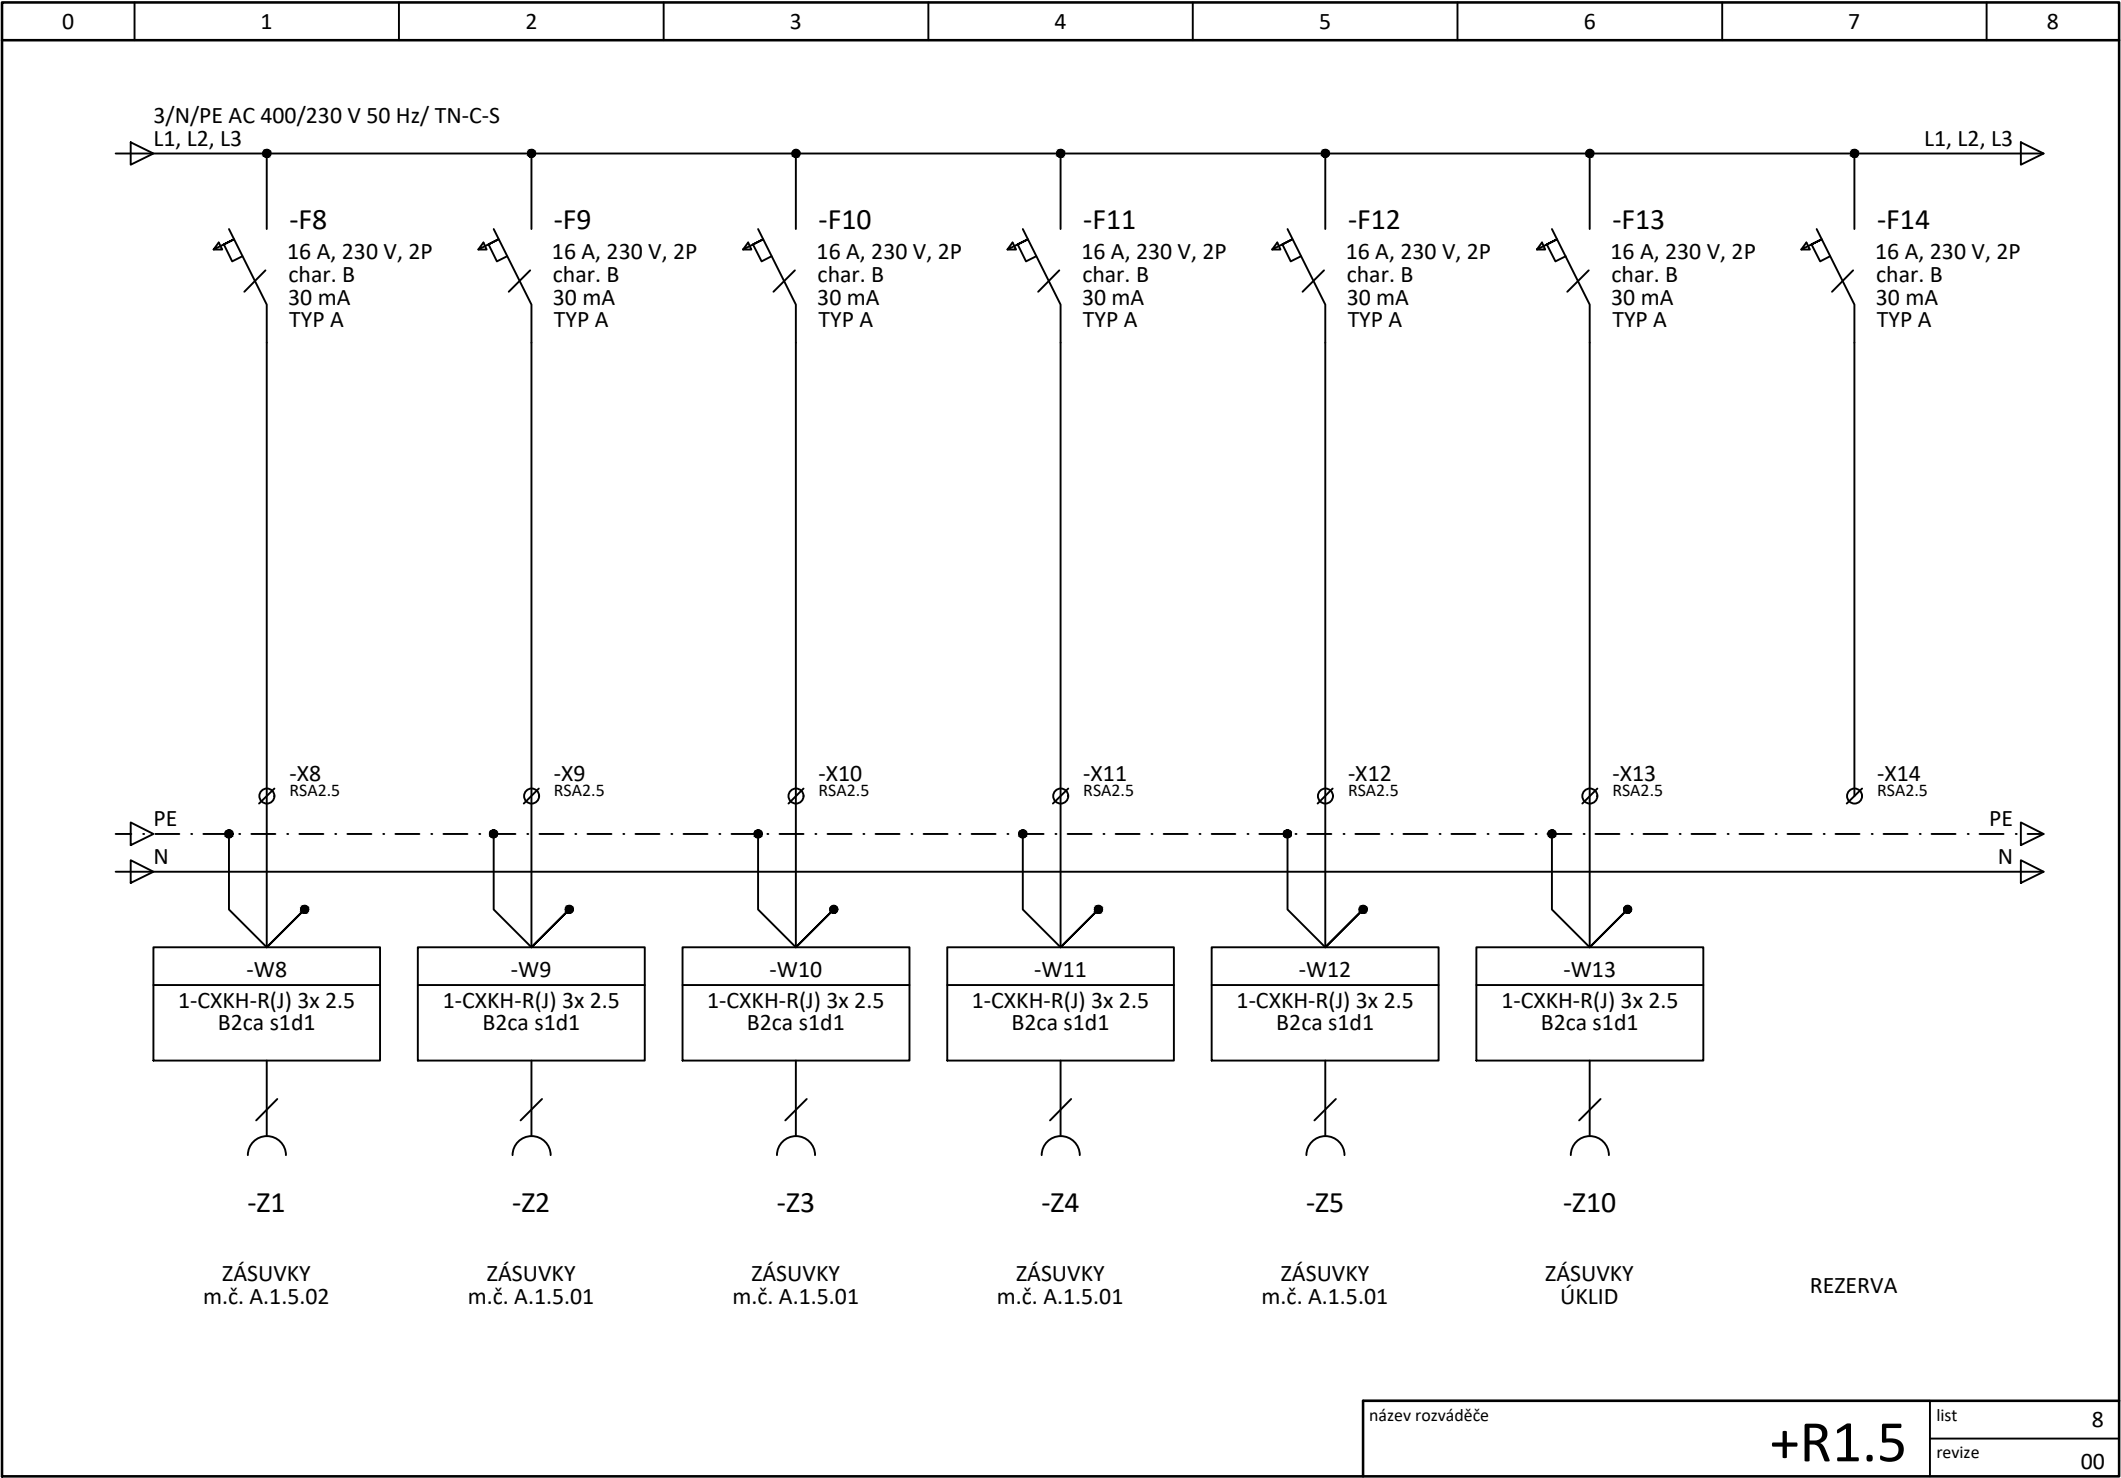 0 1 2 3 4 5 6 7 8
3/N/PE AC 400/230 V 50 Hz/ TN-C-S
L1, L2, L3
L1, L2, L3
-F8
16 A, 230 V, 2P
char. B
30 mA
TYP A
-F9
16 A, 230 V, 2P
char. B
30 mA
TYP A
-F10
16 A, 230 V, 2P
char. B
30 mA
TYP A
-F11
16 A, 230 V, 2P
char. B
30 mA
TYP A
-F12
16 A, 230 V, 2P
char. B
30 mA
TYP A
-F13
16 A, 230 V, 2P
char. B
30 mA
TYP A
-F14
16 A, 230 V, 2P
char. B
30 mA
TYP A
-X8
RSA2.5
-X9
RSA2.5
-X10
RSA2.5
-X11
RSA2.5
-X12
RSA2.5
-X13
RSA2.5
-X14
RSA2.5
PE
PE
N
N
-W8
1-CXKH-R(J) 3x 2.5
B2ca s1d1
-W9
1-CXKH-R(J) 3x 2.5
B2ca s1d1
-W10
1-CXKH-R(J) 3x 2.5
B2ca s1d1
-W11
1-CXKH-R(J) 3x 2.5
B2ca s1d1
-W12
1-CXKH-R(J) 3x 2.5
B2ca s1d1
-W13
1-CXKH-R(J) 3x 2.5
B2ca s1d1
-Z1
-Z2
-Z3
-Z4
-Z5
-Z10
ZÁSUVKY
m.č. A.1.5.02
ZÁSUVKY
m.č. A.1.5.01
ZÁSUVKY
m.č. A.1.5.01
ZÁSUVKY
m.č. A.1.5.01
ZÁSUVKY
m.č. A.1.5.01
ZÁSUVKY
ÚKLID
REZERVA
název rozváděče
+R1.5
list 8
revize 00